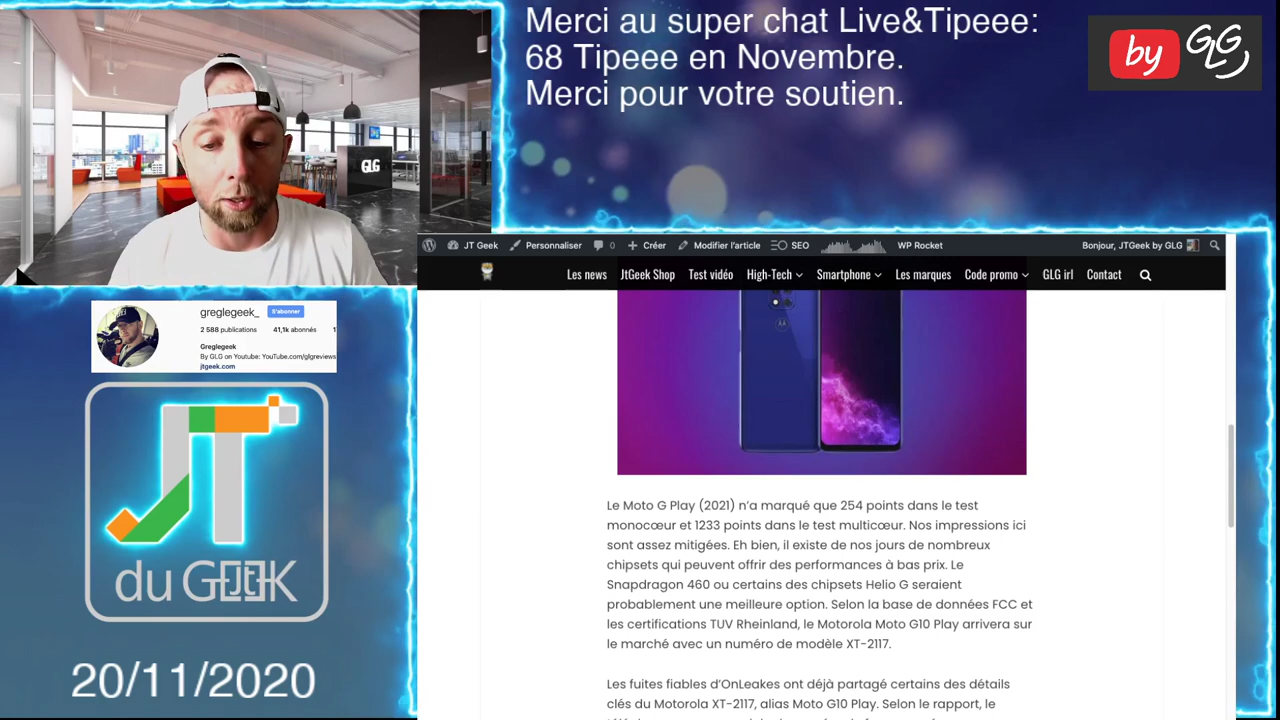 Merci au super chat Live&Tipeee:
68 Tipeee en Novembre.
Merci pour votre soutien.
by GLG
GLG
JT Geek Personnaliser 0 Créer Modifier l'article SEO WP Rocket Bonjour, JTGeek by GLG
Les news JtGeek Shop Test vidéo High-Tech Smartphone Les marques Code promo GLG irl Contact
greglegeek_ S'abonner
2 588 publications 41,1k abonnés 1
Greglegeek
By GLG on Youtube: YouTube.com/glgreviews
jtgeek.com
JT
du GEEK
20/11/2020
Le Moto G Play (2021) n'a marqué que 254 points dans le test
monocœur et 1233 points dans le test multicœur. Nos impressions ici
sont assez mitigées. Eh bien, il existe de nos jours de nombreux
chipsets qui peuvent offrir des performances à bas prix. Le
Snapdragon 460 ou certains des chipsets Helio G seraient
probablement une meilleure option. Selon la base de données FCC et
les certifications TUV Rheinland, le Motorola Moto G10 Play arrivera sur
le marché avec un numéro de modèle XT-2117.
Les fuites fiables d'OnLeakes ont déjà partagé certains des détails
clés du Motorola XT-2117, alias Moto G10 Play. Selon le rapport, le